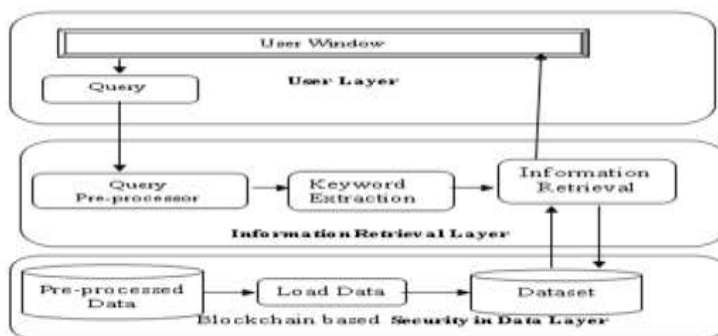 User Window
User Layer
Query
Query
Pre-processor
Keyword
Extraction
Information
Retrieval
Information Retrieval Layer
Pre-processed
Data
Load Data
Dataset
Blockchain based Security in Data Layer